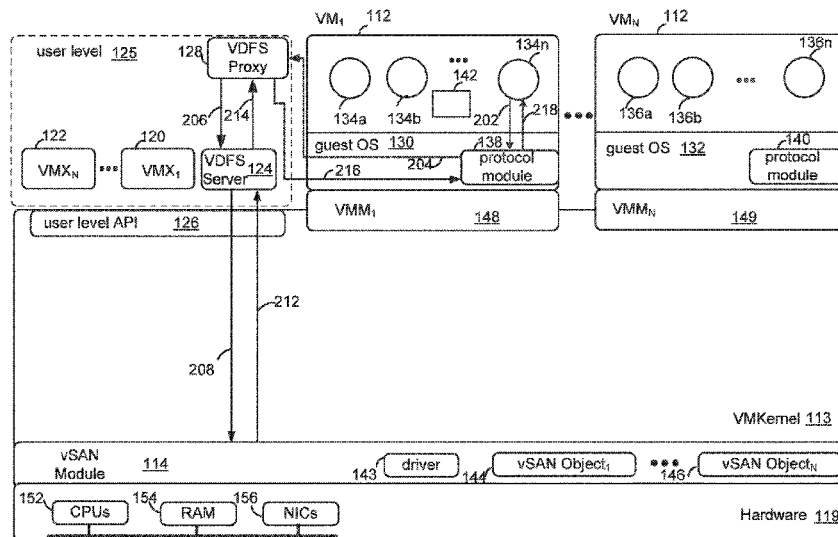 VM1
112
VMN
112
user level 125
128
VDFS
Proxy
134n
142
134a
134b
136n
136a
136b
206
214
202
218
122
120
VMXN
VMX1
VDFS
Server 124
guest OS 130
138
204
protocol
module
216
guest OS 132
140
protocol
module
user level API 126
VMM1
148
VMMN
149
212
208
VMKernel 113
vSAN
Module 114
143
driver
144
vSAN Object1
146
vSAN ObjectN
152
CPUs
154
RAM
156
NICs
Hardware 119